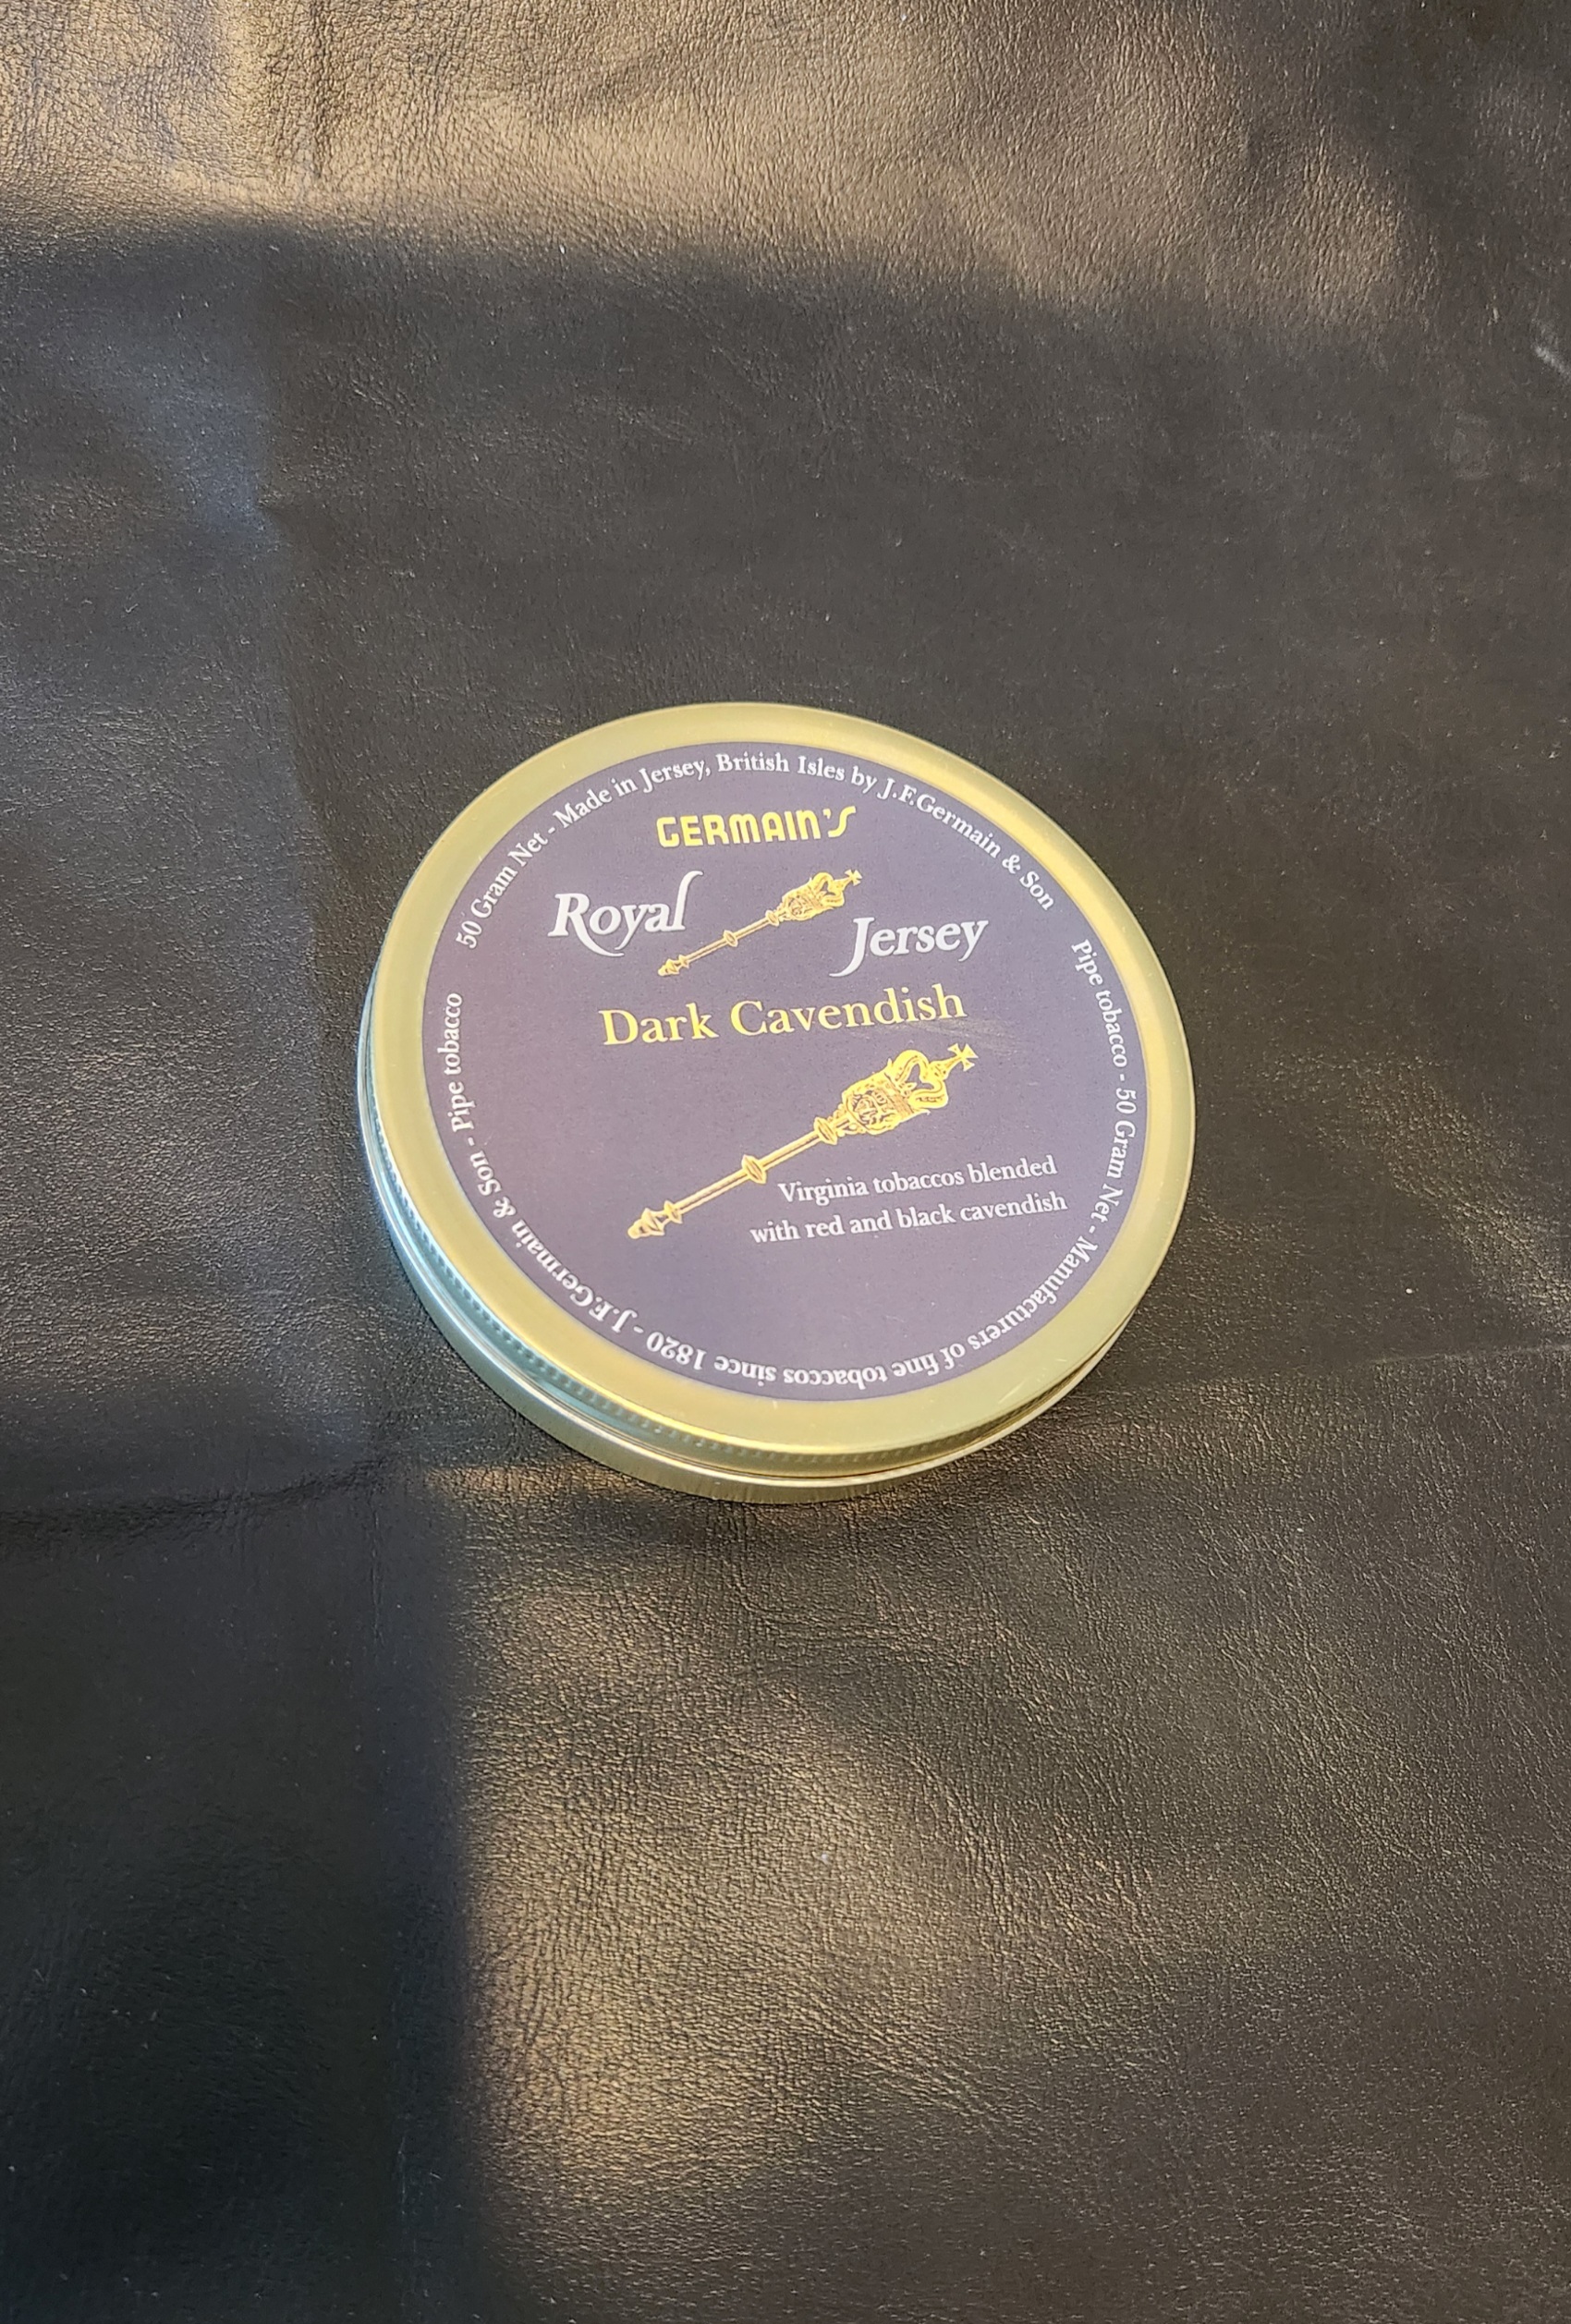 50 Gram Net - Made in Jersey, British Isles by J.F.Germain & Son
GERMAIN'S
Royal Jersey
Dark Cavendish
Virginia tobaccos blended
with red and black cavendish
Pipe tobacco - 50 Gram Net - Manufacturers of fine tobaccos since 1820 - J.F.Germain & Son - Pipe tobacco